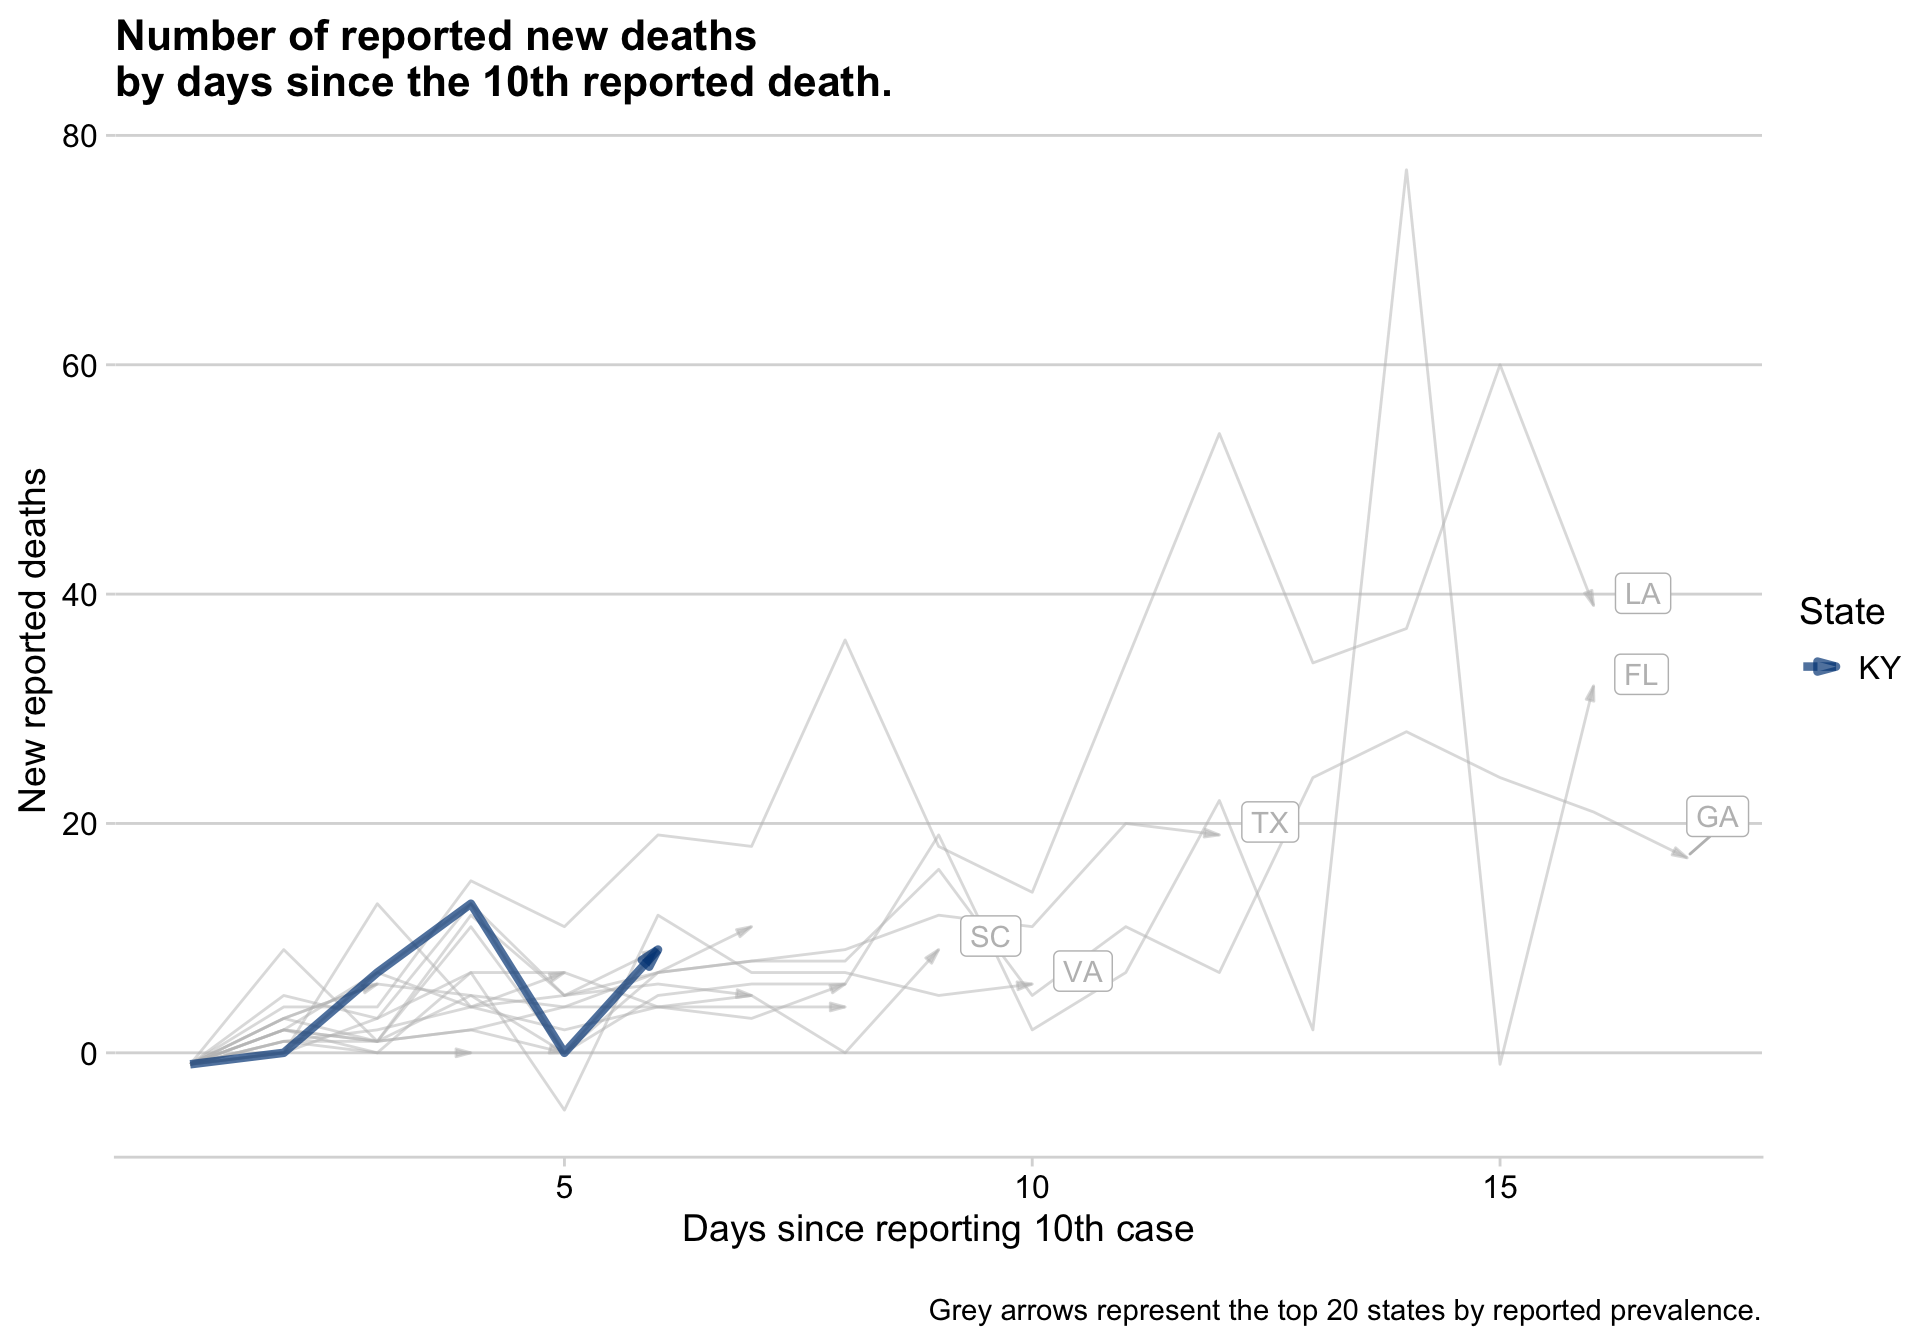 Number of reported new deaths
by days since the 10th reported death.
80
60
40
20
0
New reported deaths
LA
FL
GA
TX
SC
VA
State
KY
5
10
15
Days since reporting 10th case
Grey arrows represent the top 20 states by reported prevalence.